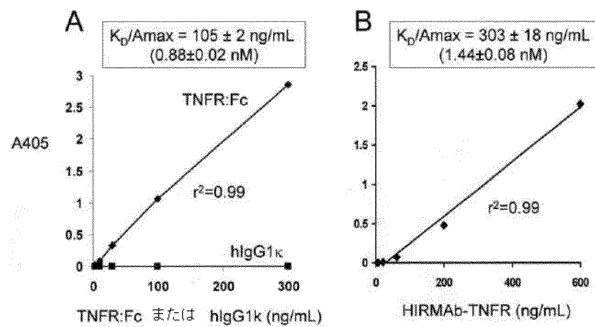 A
K_D/Amax = 105 ± 2 ng/mL
(0.88±0.02 nM)
3
2.5
2
1.5
1
0.5
0
A405
TNFR:Fc
r²=0.99
hIgG1κ
0
100
200
300
TNFR:Fc または hIgG1k (ng/mL)
B
K_D/Amax = 303 ± 18 ng/mL
(1.44±0.08 nM)
2.5
2
1.5
1
0.5
0
r²=0.99
0
200
400
600
HIRMAb-TNFR (ng/mL)